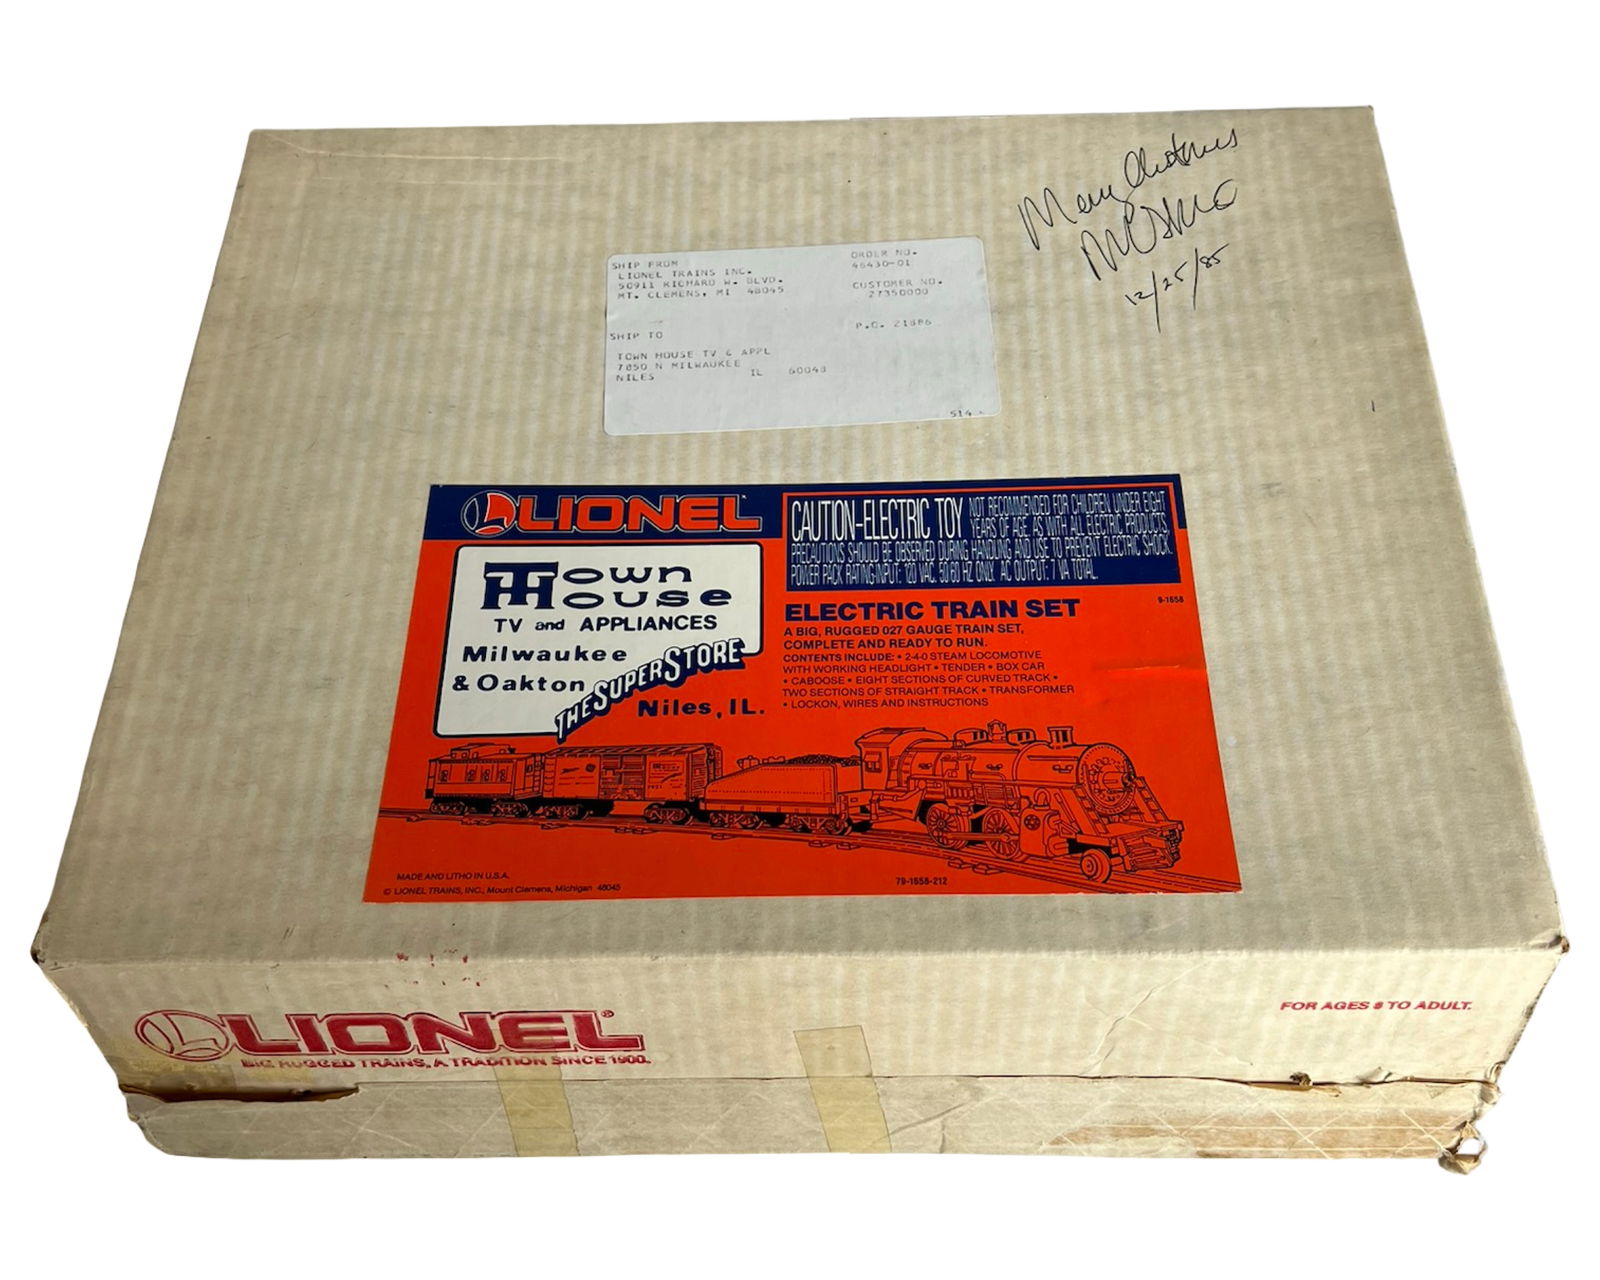 Merry Christmas
12/25/85
SHIP FROM
LIONEL TRAINS INC.
50911 RICHARD W. BLVD.
MT. CLEMENS, MI 48045
ORDER NO.
46430-01
CUSTOMER NO.
27350000
P.O. 21886
SHIP TO
TOWN HOUSE TV & APPL
7850 N MILWAUKEE
NILES IL 60048
514
LIONEL
Town
House
TV and APPLIANCES
Milwaukee
& Oakton
THE SUPERSTORE
Niles, IL.
CAUTION-ELECTRIC TOY NOT RECOMMENDED FOR CHILDREN UNDER EIGHT
YEARS OF AGE. AS WITH ALL ELECTRIC PRODUCTS,
PRECAUTIONS SHOULD BE OBSERVED DURING HANDLING AND USE TO PREVENT ELECTRIC SHOCK.
POWER PACK RATING-INPUT: 120 VAC. 50/60 HZ ONLY. AC OUTPUT: 7 VA TOTAL.
9-1658
ELECTRIC TRAIN SET
A BIG, RUGGED 027 GAUGE TRAIN SET,
COMPLETE AND READY TO RUN.
CONTENTS INCLUDE: • 2-4-0 STEAM LOCOMOTIVE
WITH WORKING HEADLIGHT • TENDER • BOX CAR
• CABOOSE • EIGHT SECTIONS OF CURVED TRACK •
TWO SECTIONS OF STRAIGHT TRACK • TRANSFORMER
• LOCKON, WIRES AND INSTRUCTIONS
MADE AND LITHO IN U.S.A.
© LIONEL TRAINS, INC., Mount Clemens, Michigan 48045
79-1658-212
LIONEL®
BIG RUGGED TRAINS, A TRADITION SINCE 1900.
FOR AGES 8 TO ADULT.